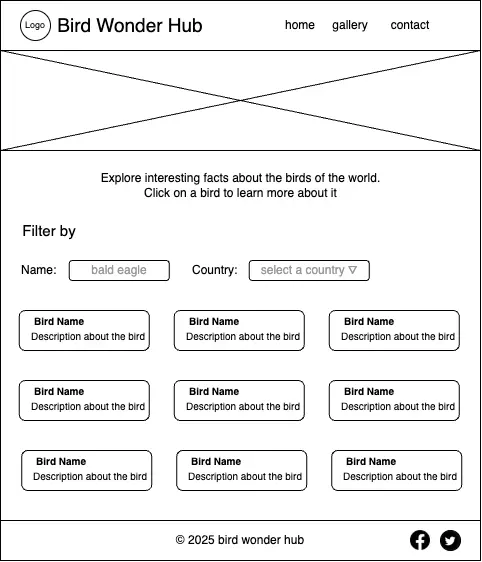 Logo
Bird Wonder Hub
home gallery contact
Explore interesting facts about the birds of the world.
Click on a bird to learn more about it
Filter by
Name: bald eagle Country: select a country
Bird Name Bird Name Bird Name
Description about the bird Description about the bird Description about the bird
Bird Name Bird Name Bird Name
Description about the bird Description about the bird Description about the bird
Bird Name Bird Name Bird Name
Description about the bird Description about the bird Description about the bird
© 2025 bird wonder hub